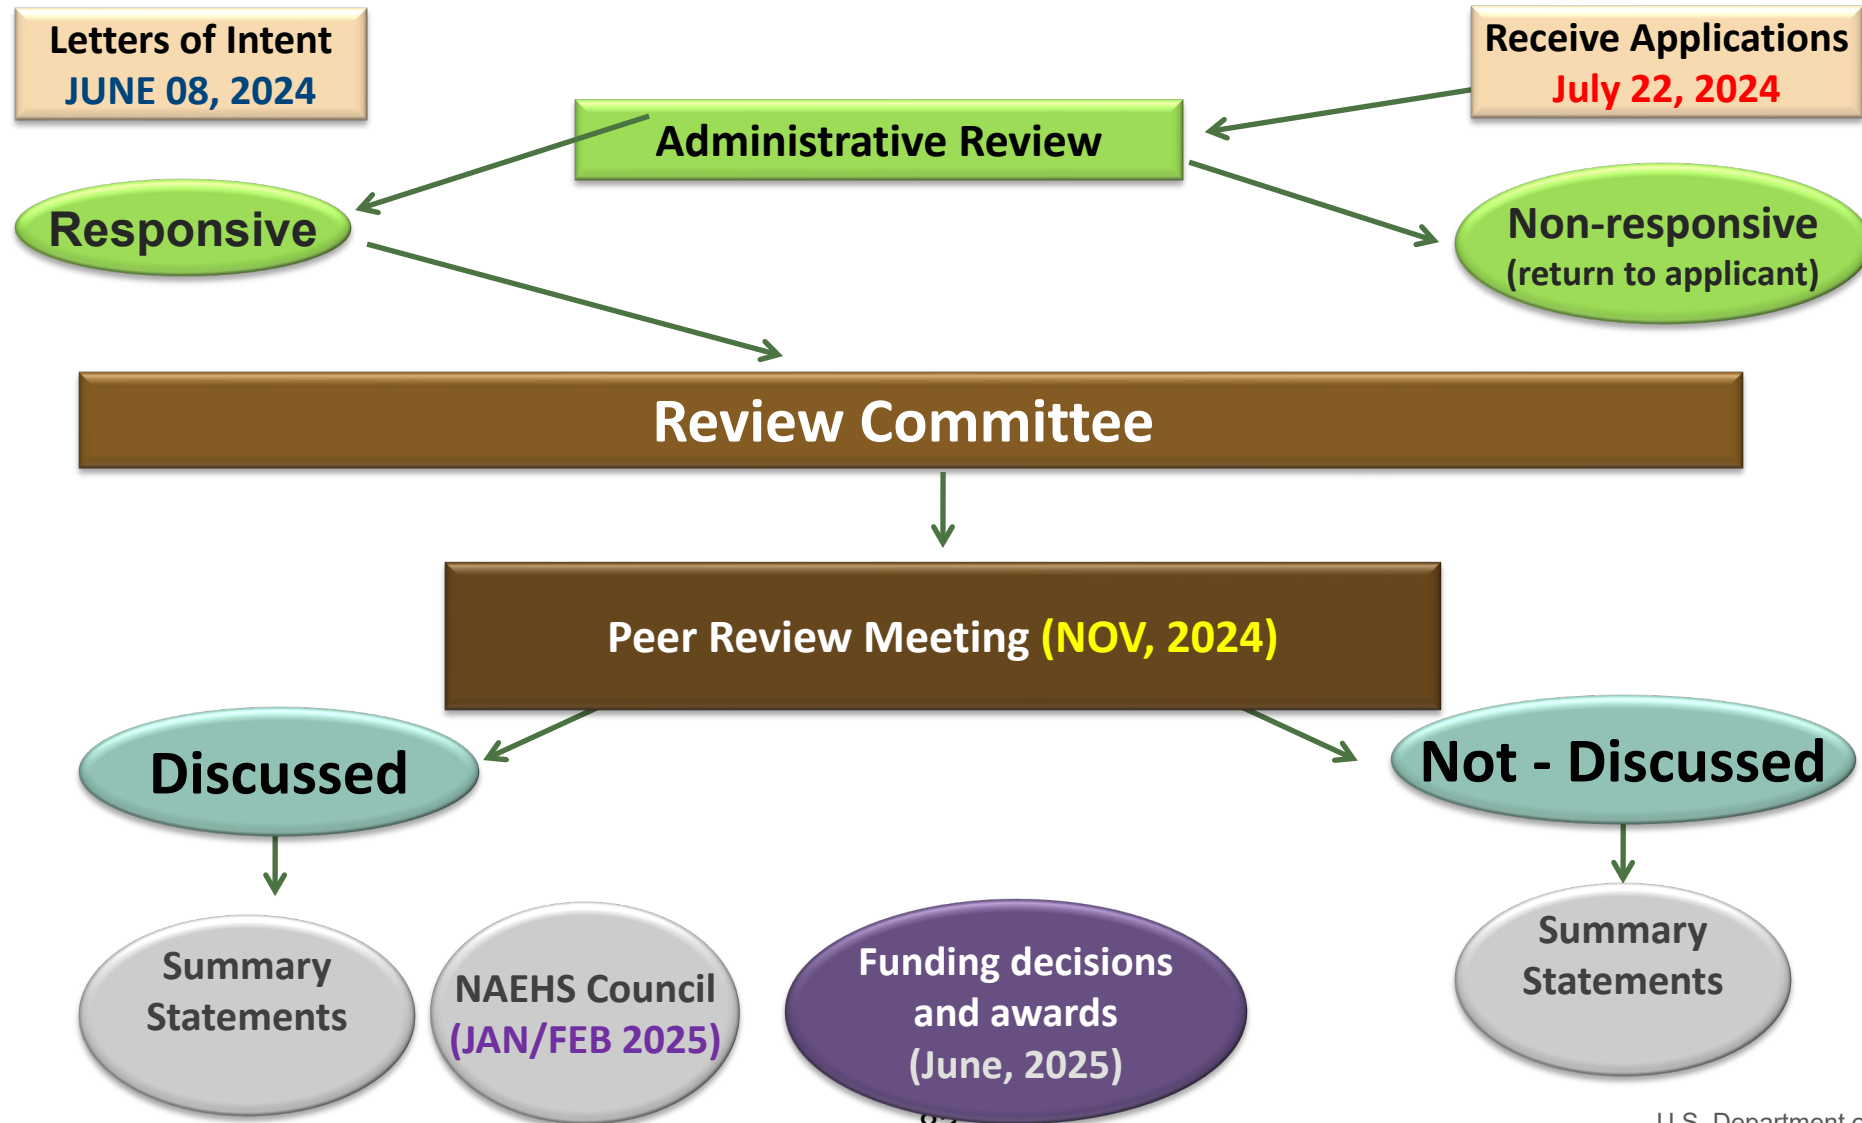 Letters of Intent
JUNE 08, 2024
Receive Applications
July 22, 2024
Administrative Review
Responsive
Non-responsive
(return to applicant)
Review Committee
Peer Review Meeting (NOV, 2024)
Discussed
Not - Discussed
Summary
Statements
NAEHS Council
(JAN/FEB 2025)
Funding decisions
and awards
(June, 2025)
Summary
Statements
U.S. Department